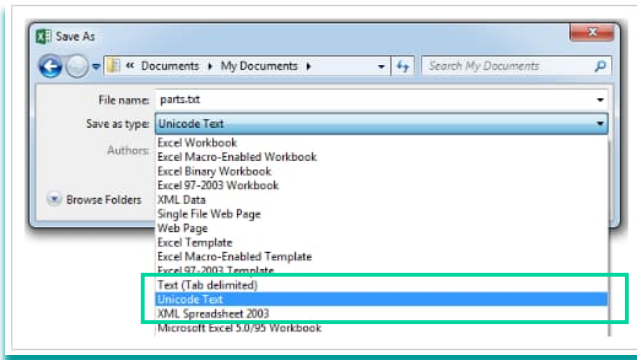 Save As
« Documents ▸ My Documents ▸
Search My Documents
File name: parts.txt
Save as type: Unicode Text
Authors:
Excel Workbook
Excel Macro-Enabled Workbook
Excel Binary Workbook
Excel 97-2003 Workbook
XML Data
Single File Web Page
Web Page
Excel Template
Excel Macro-Enabled Template
Excel 97-2003 Template
Text (Tab delimited)
Unicode Text
XML Spreadsheet 2003
Microsoft Excel 5.0/95 Workbook
Browse Folders